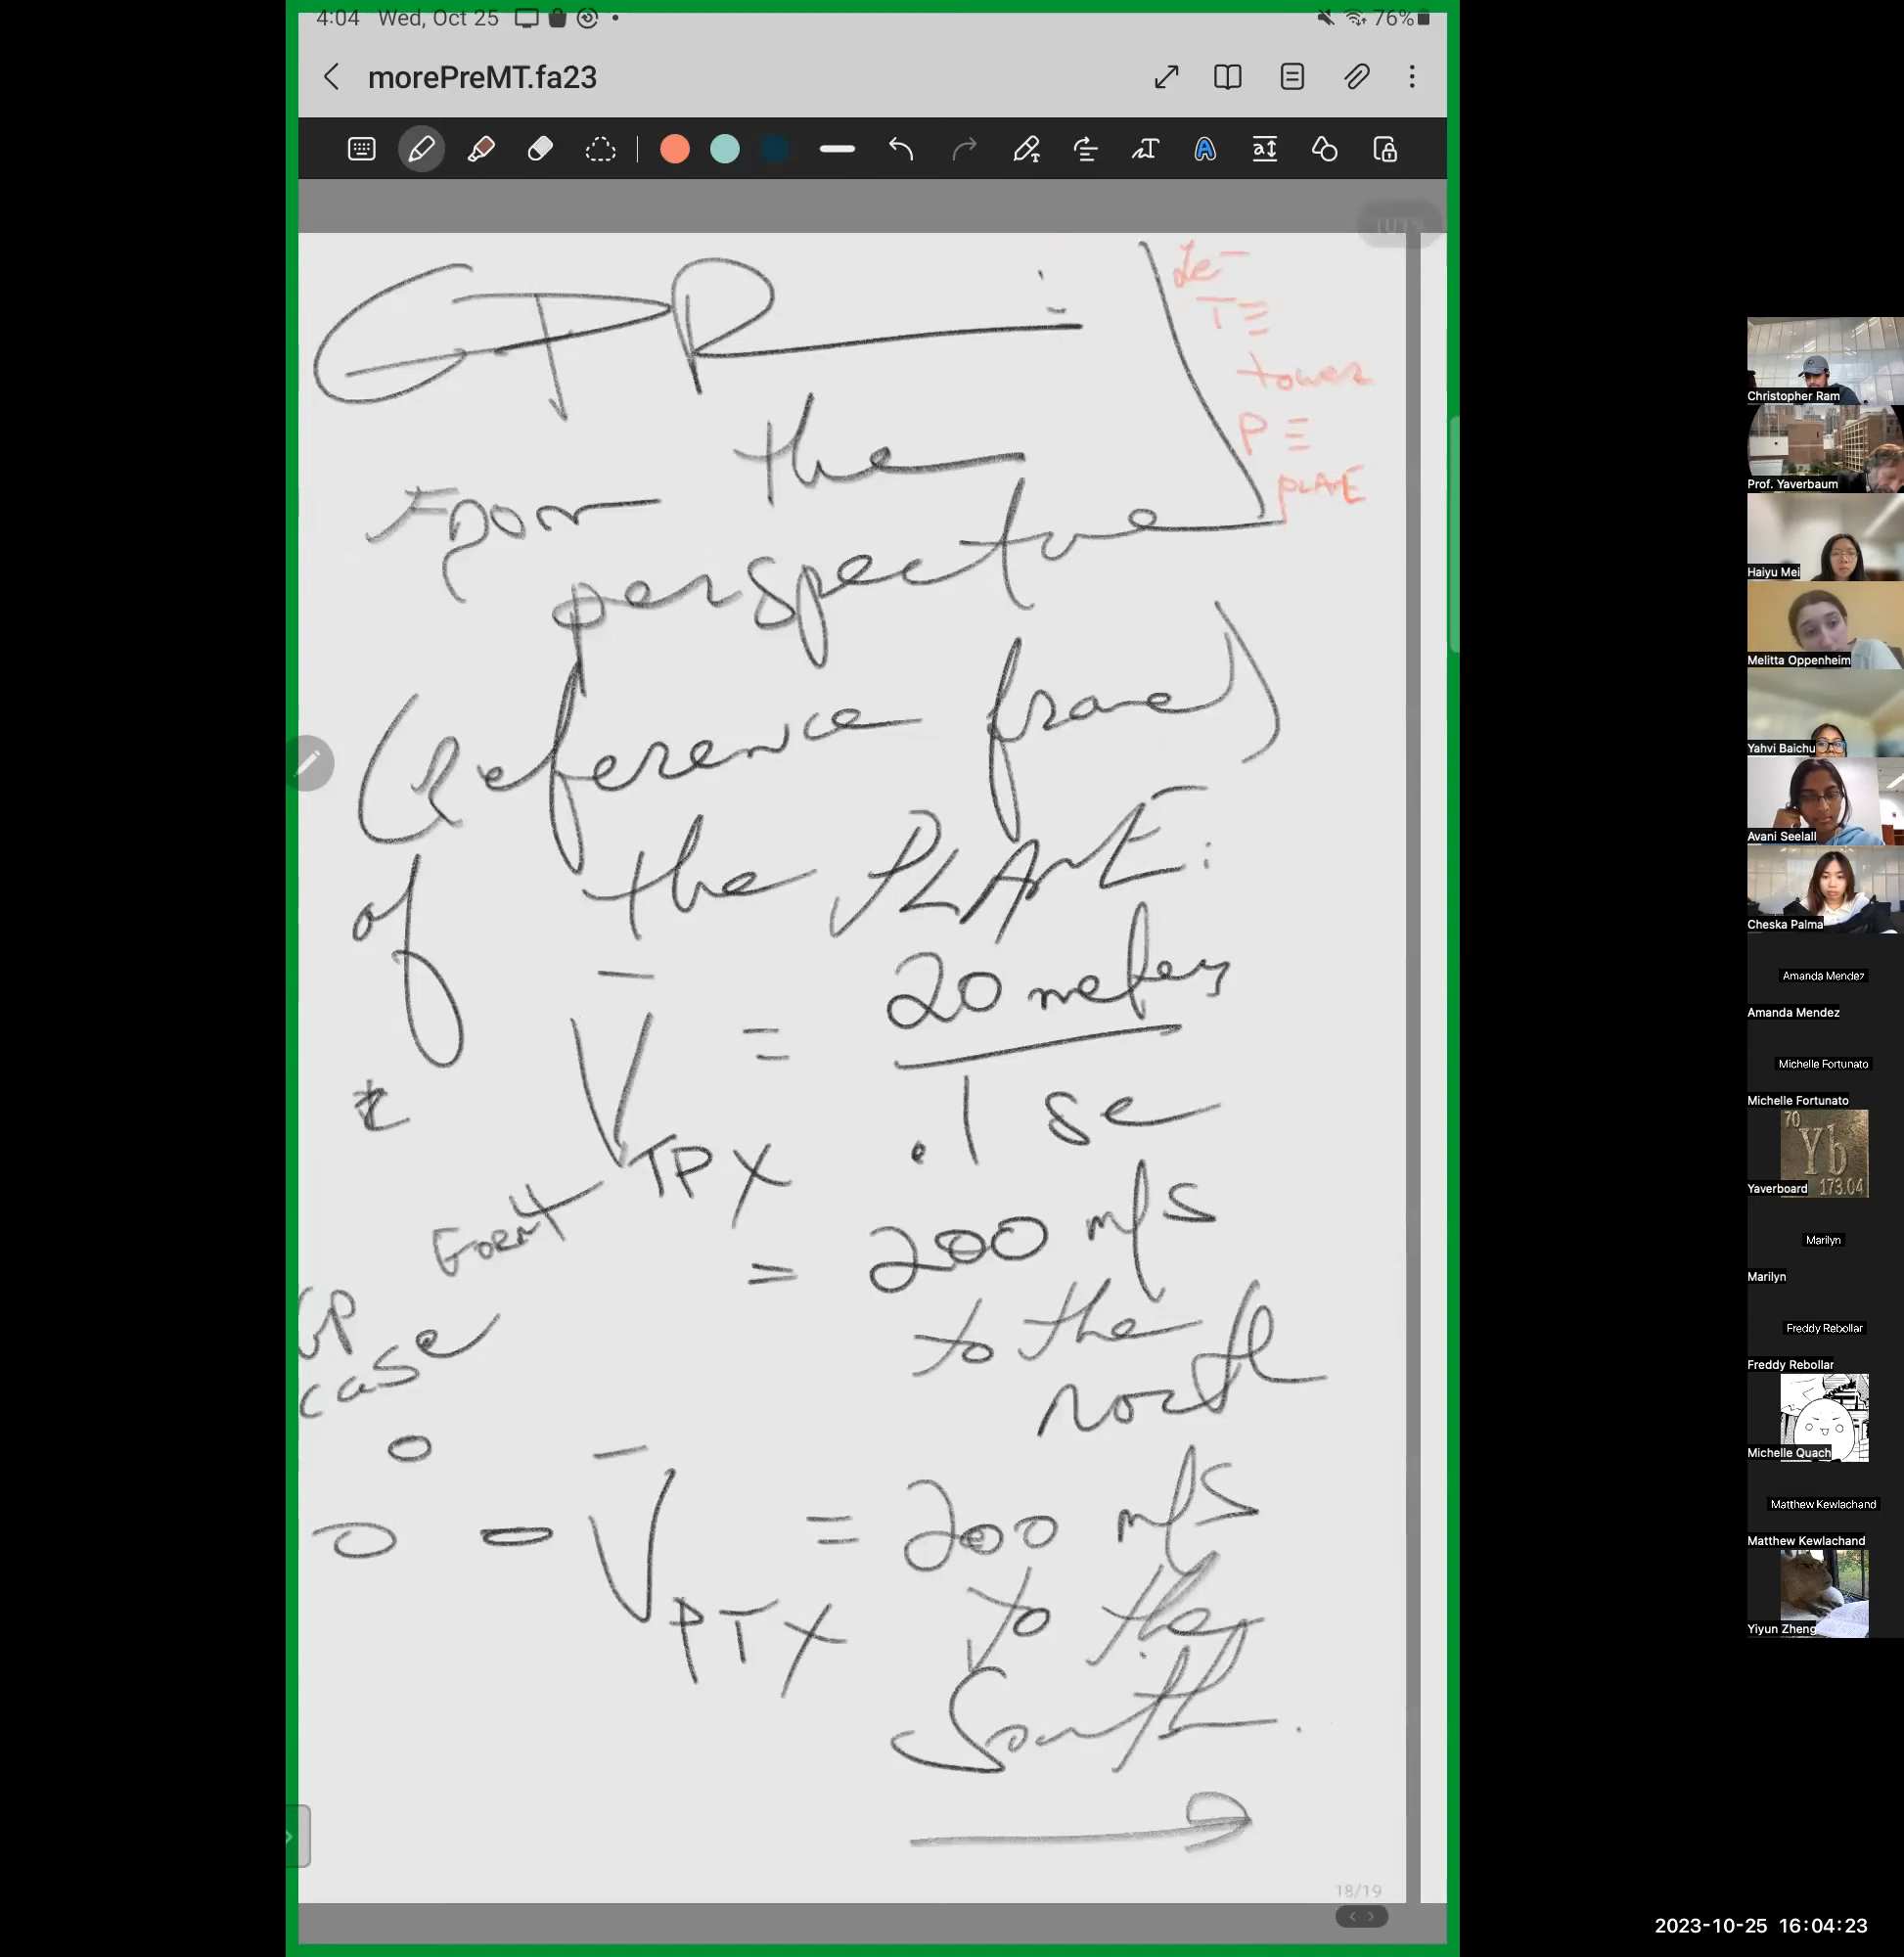 4:04 Wed, Oct 25
76%
morePreMT.fa23
GPR:
Let
T ≡
tower
P ≡
PLANE
From the
perspective
(Reference frame)
of the PLANE:
V̄TPX = 20 meters
.1 sec
= 200 m/s
to the
north
case
V̄PTX = 200 m/s
to the
South.
18/19
Christopher Ram
Prof. Yaverbaum
Haiyu Mei
Melitta Oppenheim
Yahvi Baichu
Avani Seelall
Cheska Palma
Amanda Mendez
Amanda Mendez
Michelle Fortunato
Michelle Fortunato
70
Yb
173.04
Yaverboard
Marilyn
Marilyn
Freddy Rebollar
Freddy Rebollar
Michelle Quach
Matthew Kewlachand
Matthew Kewlachand
Yiyun Zheng
2023-10-25 16:04:23